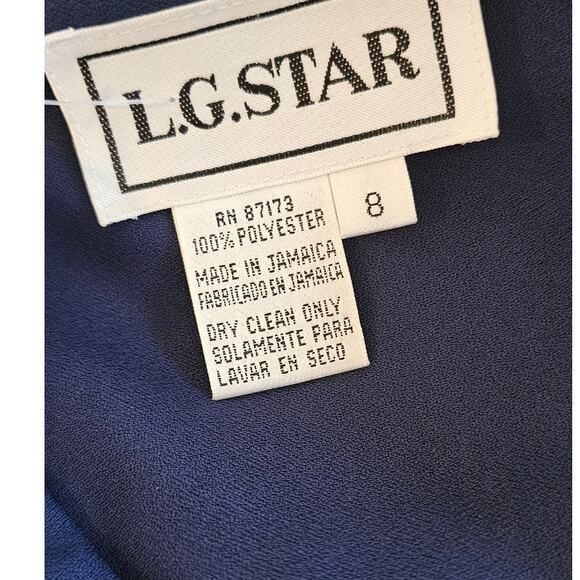 L.G.STAR
8
RN 87173
100% POLYESTER
MADE IN JAMAICA
FABRICADO EN JAMAICA
DRY CLEAN ONLY
SOLAMENTE PARA
LAVAR EN SECO